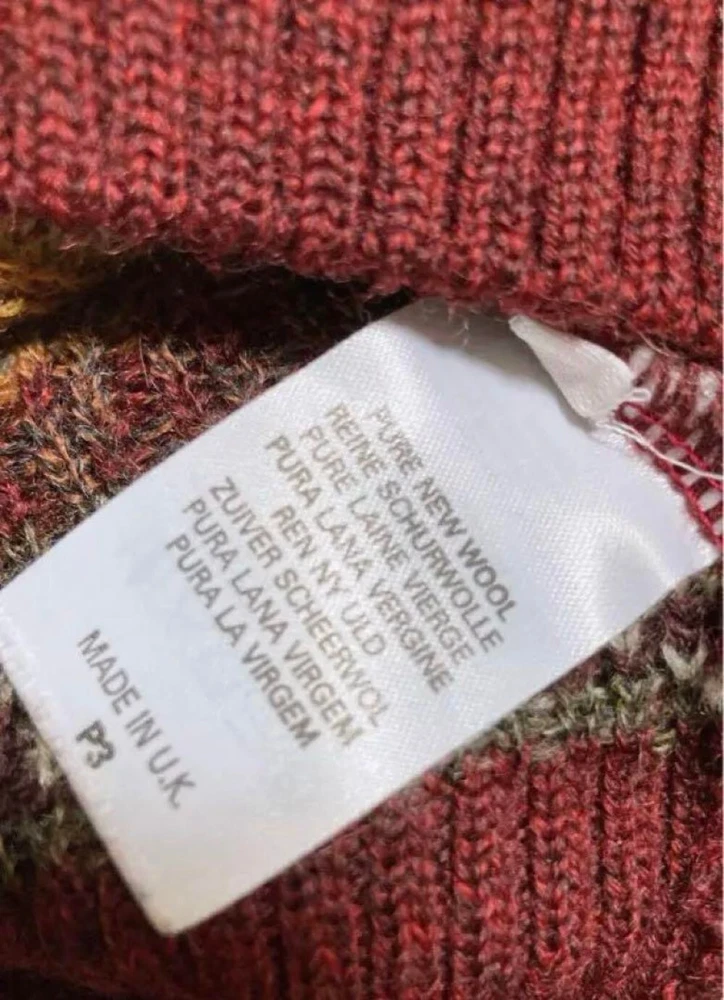 PURE NEW WOOL
REINE SCHURWOLLE
PURE LAINE VIERGE
PURA LANA VERGINE
REN NY ULD
ZUIVER SCHEERWOL
PURA LANA VIRGEM
PURA LA VIRGEM
MADE IN U.K.
P3